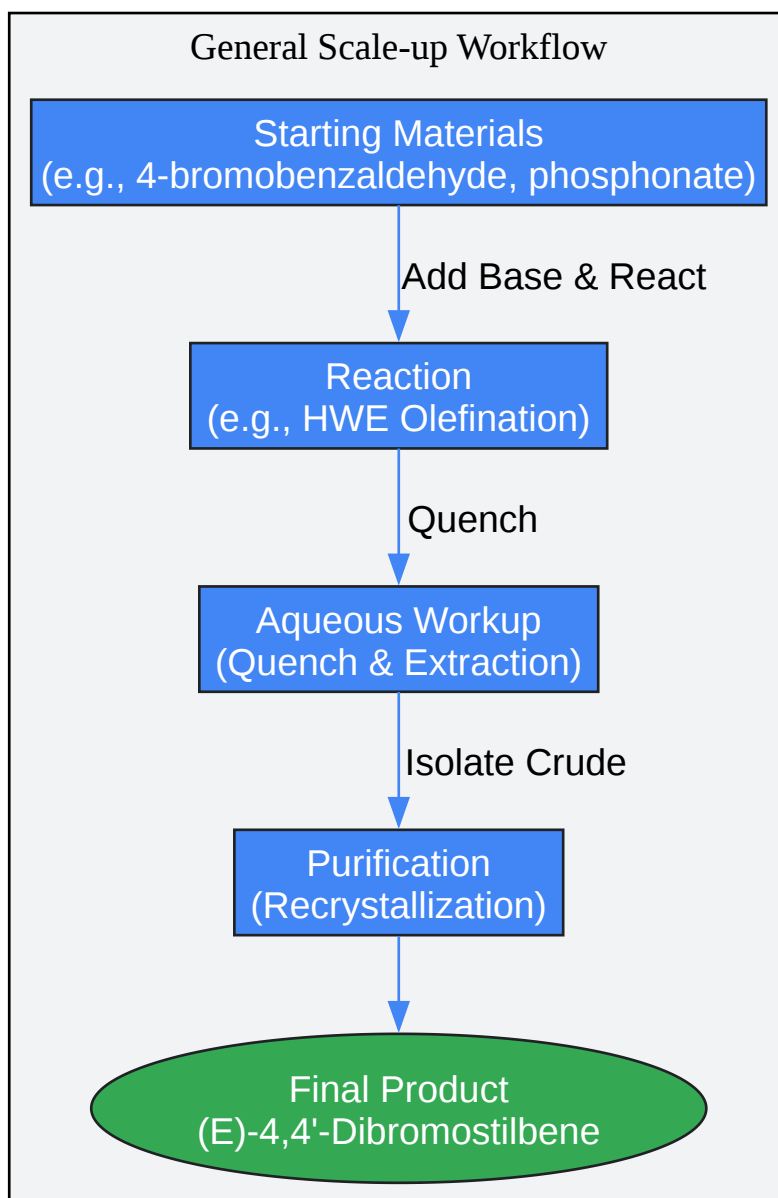 General Scale-up Workflow
Starting Materials
(e.g., 4-bromobenzaldehyde, phosphonate)
Add Base & React
Reaction
(e.g., HWE Olefination)
Quench
Aqueous Workup
(Quench & Extraction)
Isolate Crude
Purification
(Recrystallization)
Final Product
(E)-4,4'-Dibromostilbene